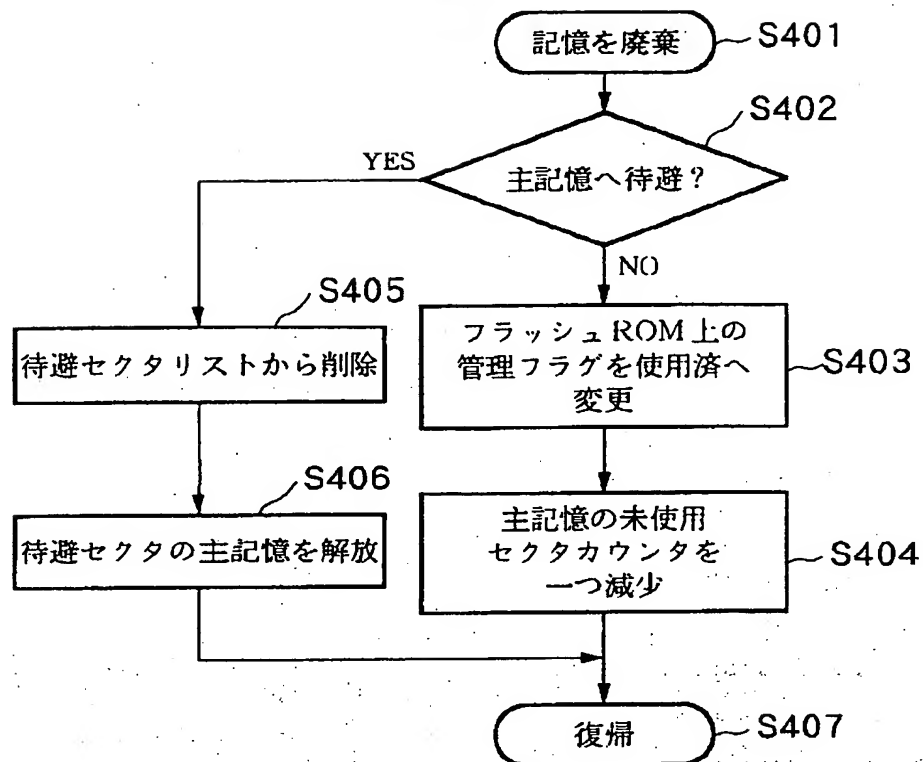 記憶を廃棄
S401
S402
主記憶へ待避?
YES
NO
S405
待避セクタリストから削除
フラッシュROM上の
管理フラグを使用済へ
変更
S403
S406
待避セクタの主記憶を解放
主記憶の未使用
セクタカウンタを
一つ減少
S404
復帰
S407